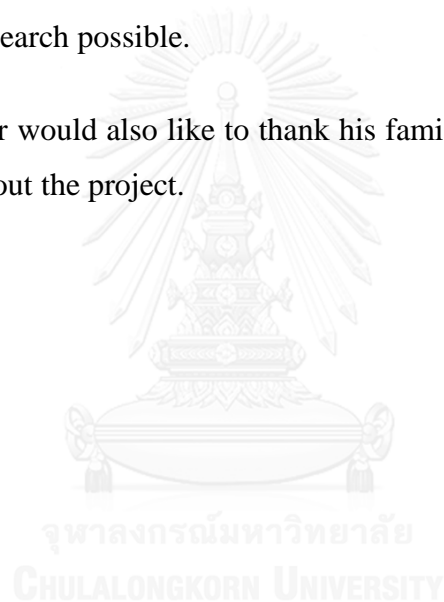 earch possible.
r would also like to thank his fami
out the project.
จุฬาลงกรณ์มหาวิทยาลัย
CHULALONGKORN UNIVERSITY